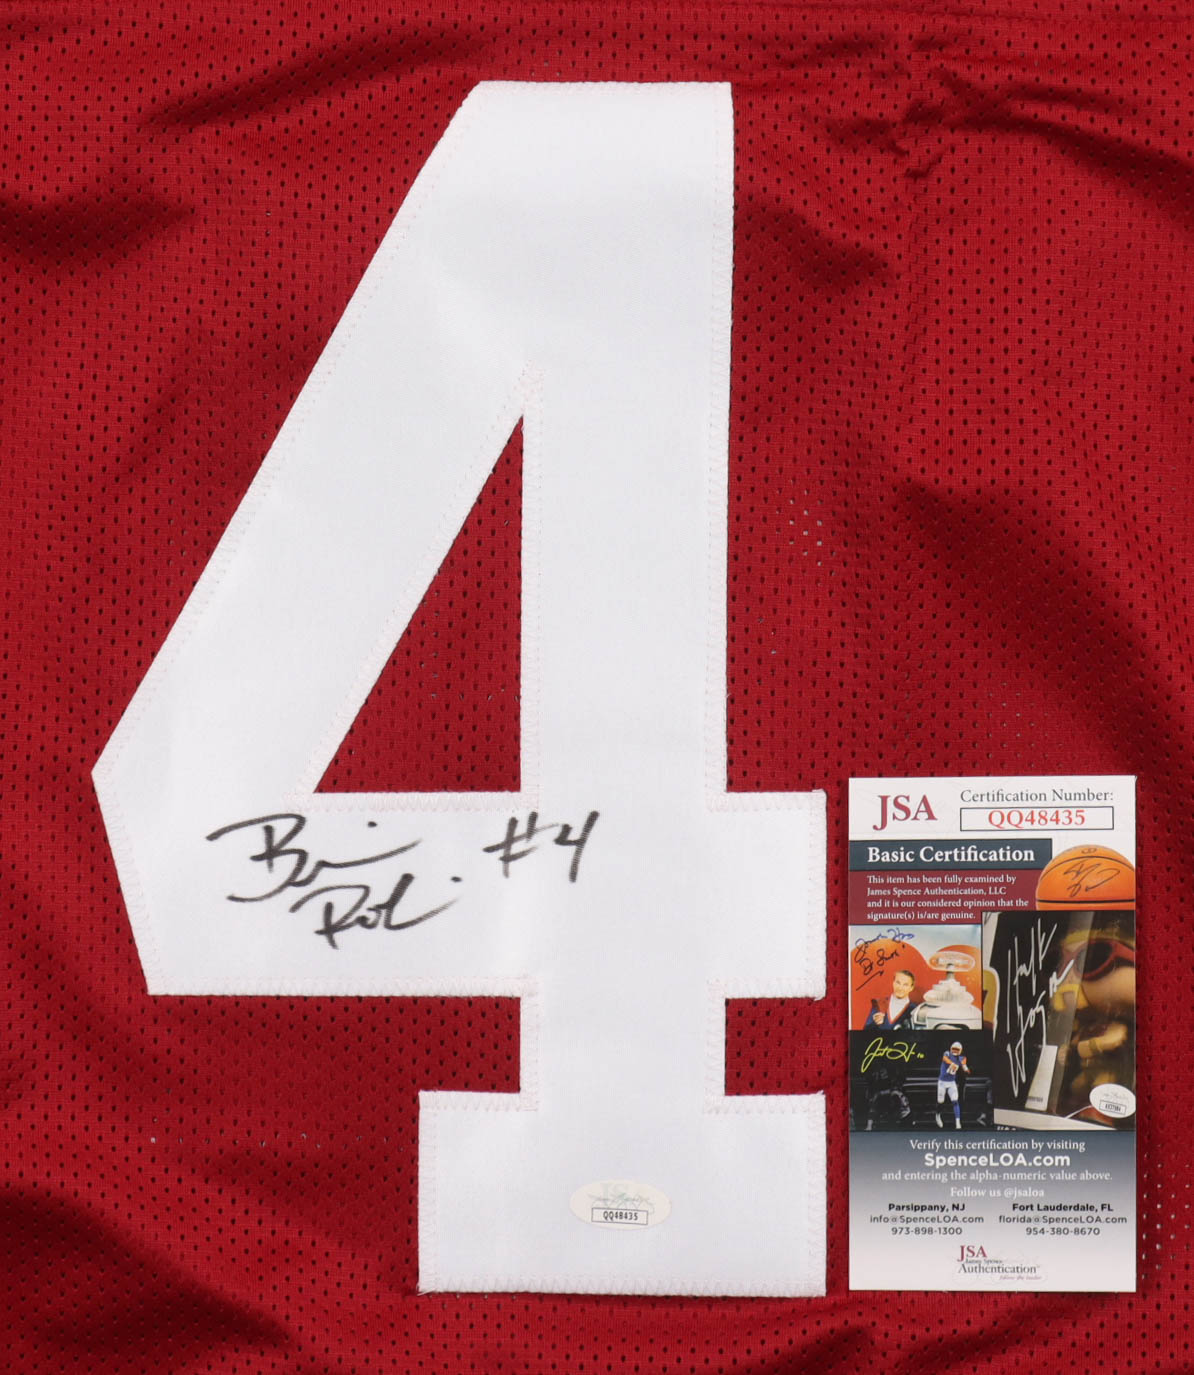 #4
JSA
Certification Number:
QQ48435
Basic Certification
This item has been fully examined by
James Spence Authentication, LLC
and it is our considered opinion that the
signature(s) is/are genuine.
Hulk
Hogan
Verify this certification by visiting
SpenceLOA.com
and entering the alpha-numeric value above.
Follow us @jsaloa
Parsippany, NJ
info@SpenceLOA.com
973-898-1300
Fort Lauderdale, FL
florida@SpenceLOA.com
954-380-8670
JSA
James Spence
Authentication
QQ48435
4